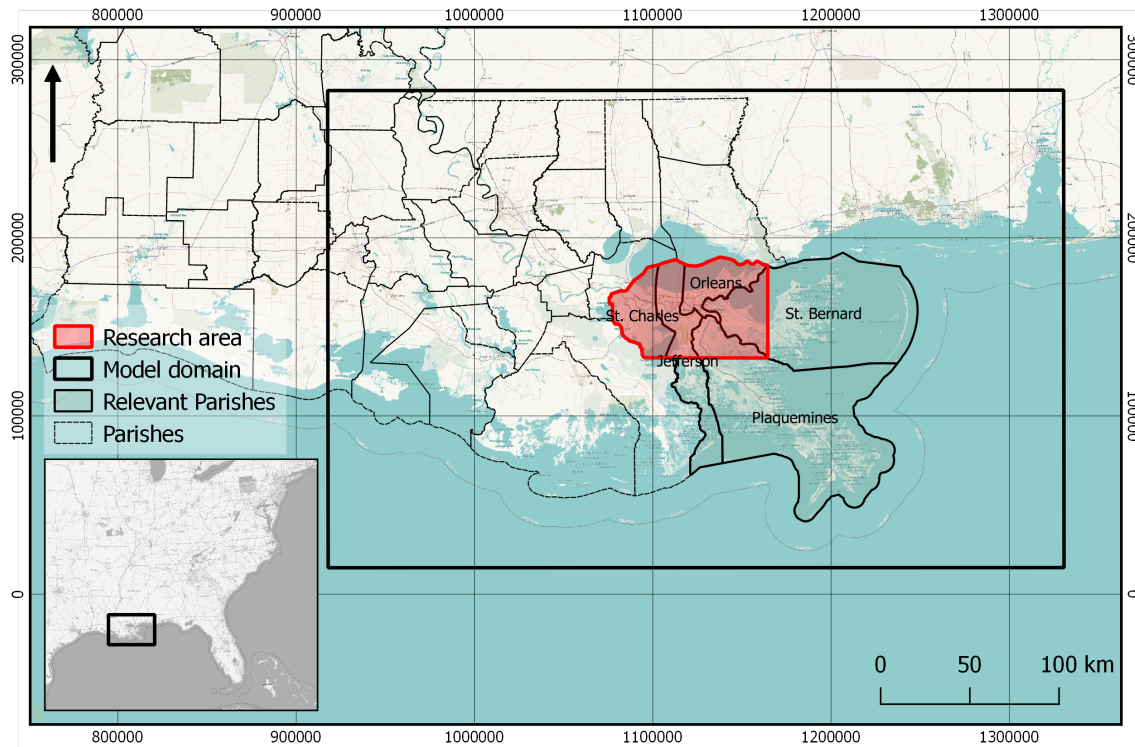 800000 900000 1000000 1100000 1200000 1300000
300000
200000
Orleans
St. Charles
St. Bernard
Jefferson
Research area
Model domain
Relevant Parishes
Parishes
100000
Plaquemines
0
0 50 100 km
800000 900000 1000000 1100000 1200000 1300000